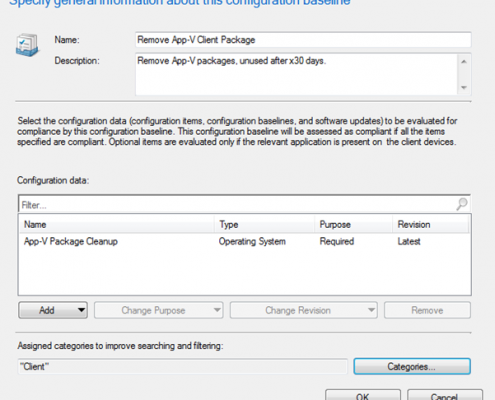 Specify general information about this configuration baseline
Name:
Remove App-V Client Package
Description:
Remove App-V packages, unused after x30 days.
Select the configuration data (configuration items, configuration baselines, and software updates) to be evaluated for
compliance by this configuration baseline. This configuration baseline will be assessed as compliant if all the items
specified are compliant. Optional items are evaluated only if the relevant application is present on the client devices.
Configuration data:
Filter...
Name Type Purpose Revision
App-V Package Cleanup Operating System Required Latest
Add Change Purpose Change Revision Remove
Assigned categories to improve searching and filtering:
"Client" Categories...
OK Cancel